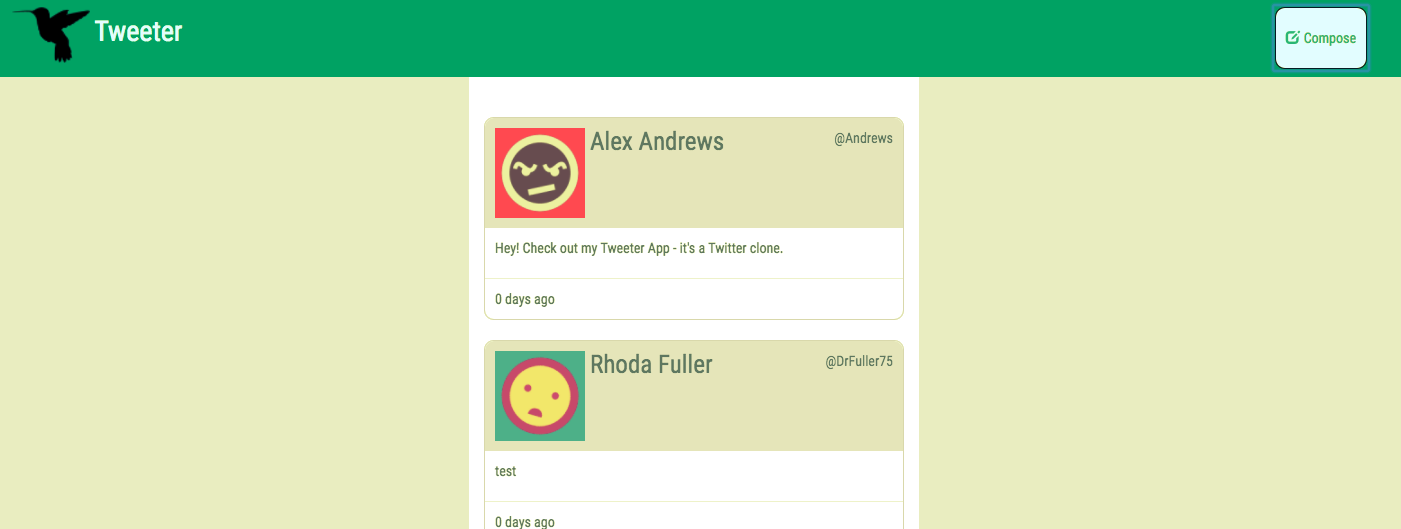 Tweeter
Compose
Alex Andrews
@Andrews
Hey! Check out my Tweeter App - it's a Twitter clone.
0 days ago
Rhoda Fuller
@DrFuller75
test
0 days ago